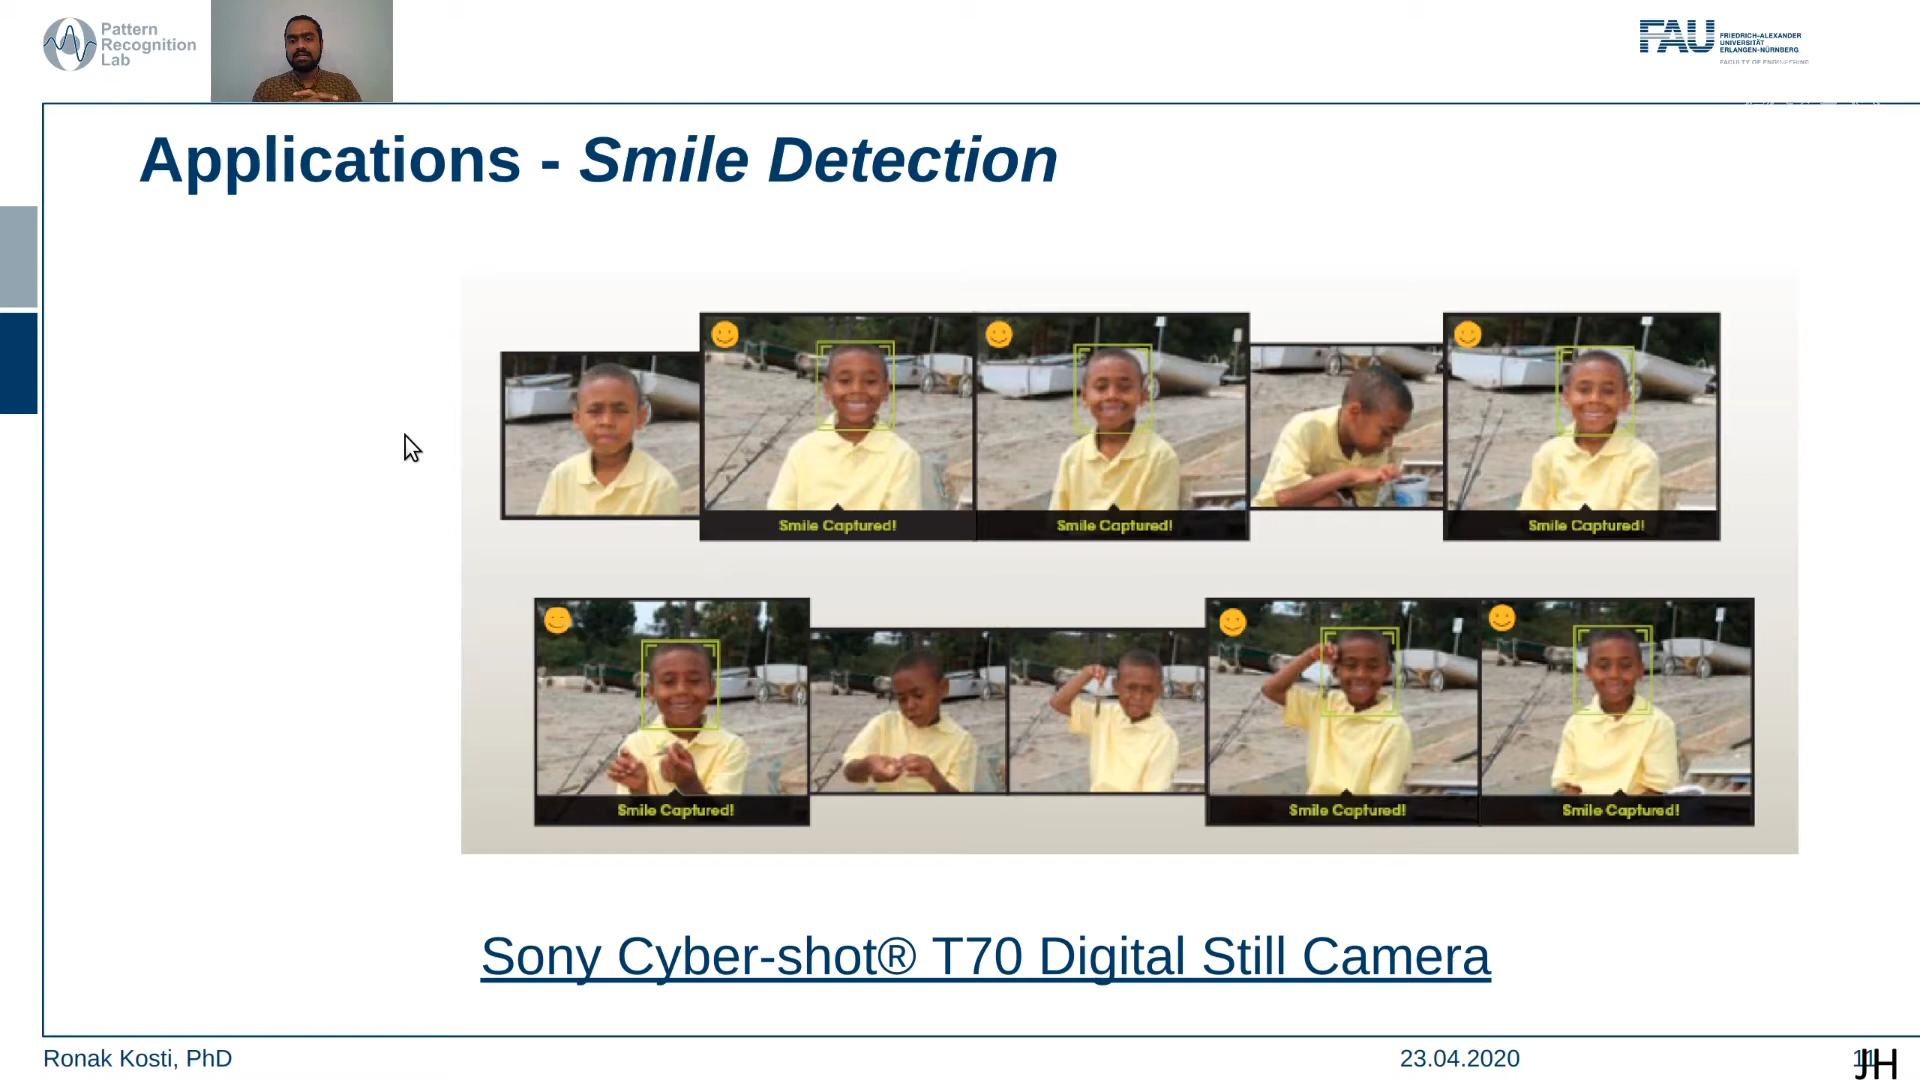 Pattern
Recognition
Lab
FAU
FRIEDRICH-ALEXANDER
UNIVERSITÄT
ERLANGEN-NÜRNBERG
FACULTY OF ENGINEERING
Applications - Smile Detection
Smile Captured!
Smile Captured!
Smile Captured!
Smile Captured!
Smile Captured!
Smile Captured!
Sony Cyber-shot® T70 Digital Still Camera
Ronak Kosti, PhD
23.04.2020
11
JH